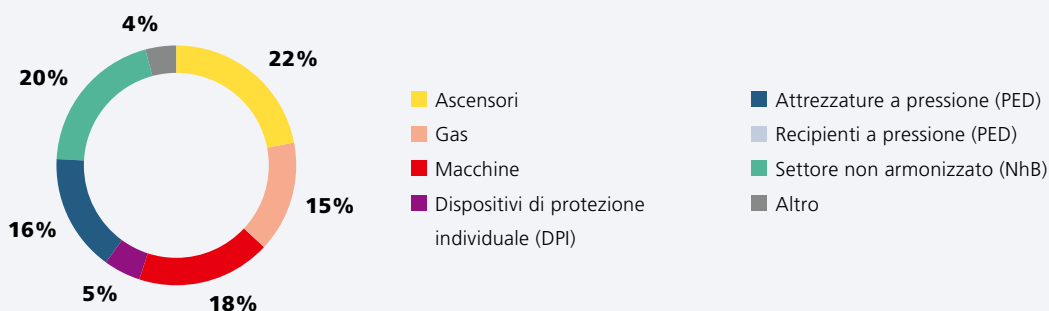 4%
22%
20%
15%
16%
5%
18%
Ascensori
Gas
Macchine
Dispositivi di protezione
individuale (DPI)
Attrezzature a pressione (PED)
Recipienti a pressione (PED)
Settore non armonizzato (NhB)
Altro